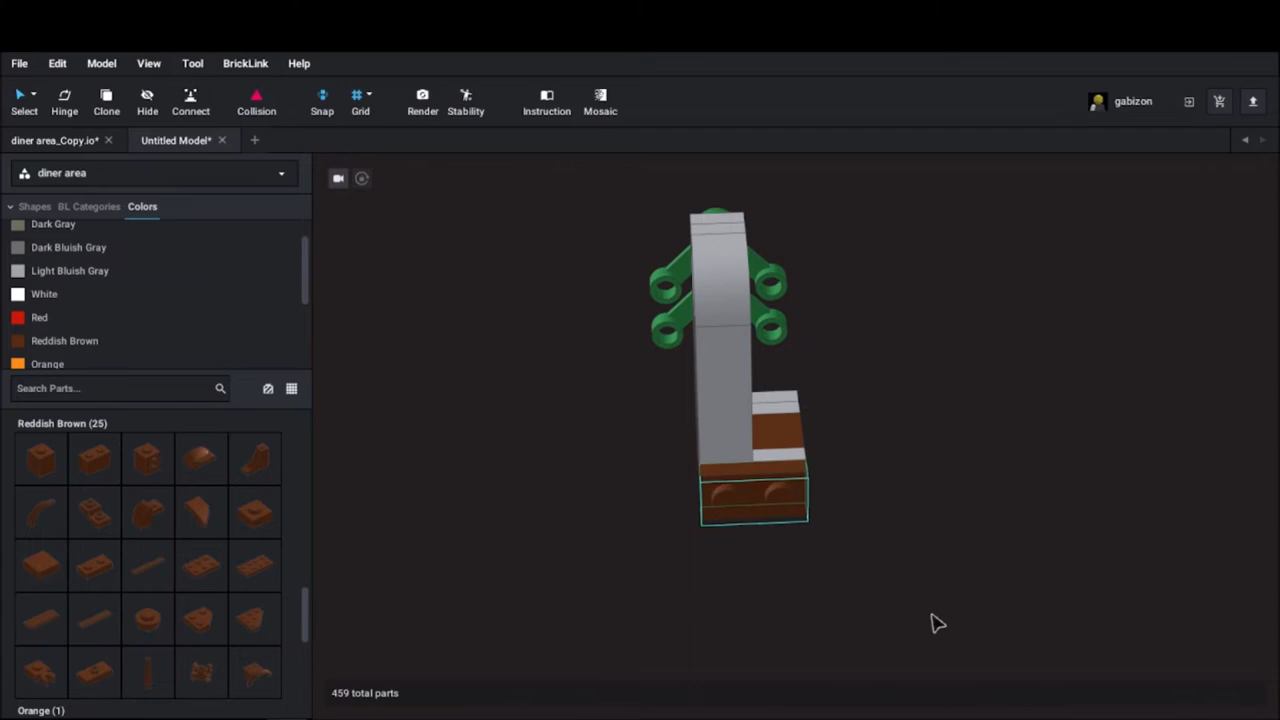 File Edit Model View Tool BrickLink Help
Select Hinge Clone Hide Connect Collision Snap Grid Render Stability Instruction Mosaic gabizon
diner area_Copy.io* Untitled Model*
diner area
Shapes BL Categories Colors
Dark Gray
Dark Bluish Gray
Light Bluish Gray
White
Red
Reddish Brown
Orange
Search Parts...
Reddish Brown (25)
Orange (1)
459 total parts